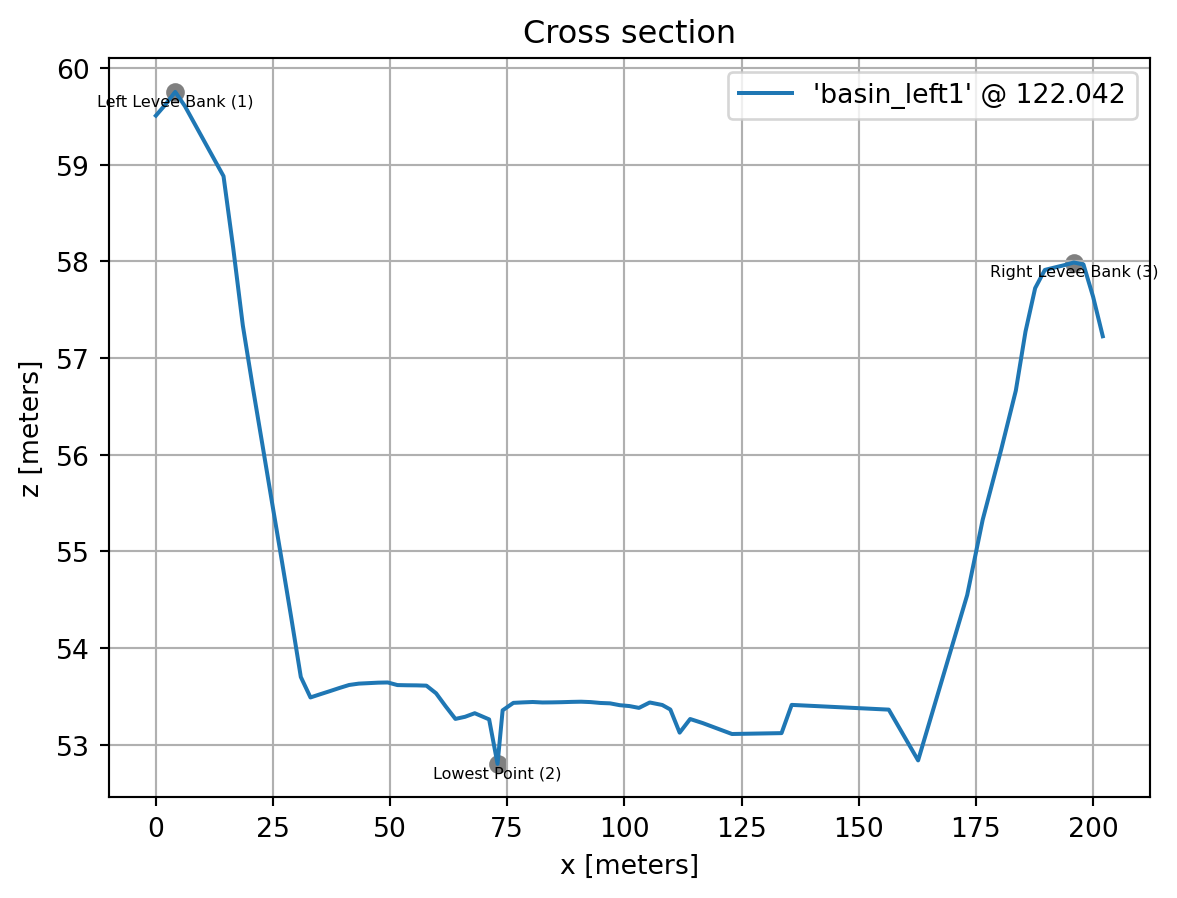 Cross section
'basin_left1' @ 122.042
Left Levee Bank (1)
Right Levee Bank (3)
Lowest Point (2)
z [meters]
60
59
58
57
56
55
54
53
0 25 50 75 100 125 150 175 200
x [meters]